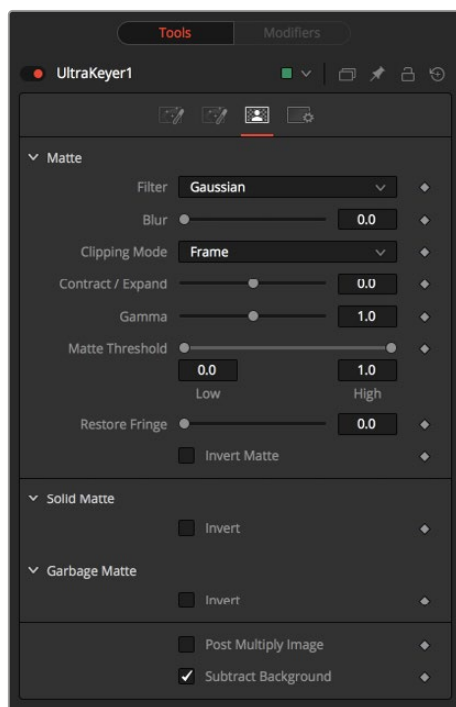 Tools Modifiers
UltraKeyer1
Matte
Filter Gaussian
Blur 0.0
Clipping Mode Frame
Contract / Expand 0.0
Gamma 1.0
Matte Threshold
0.0 1.0
Low High
Restore Fringe 0.0
Invert Matte
Solid Matte
Invert
Garbage Matte
Invert
Post Multiply Image
Subtract Background